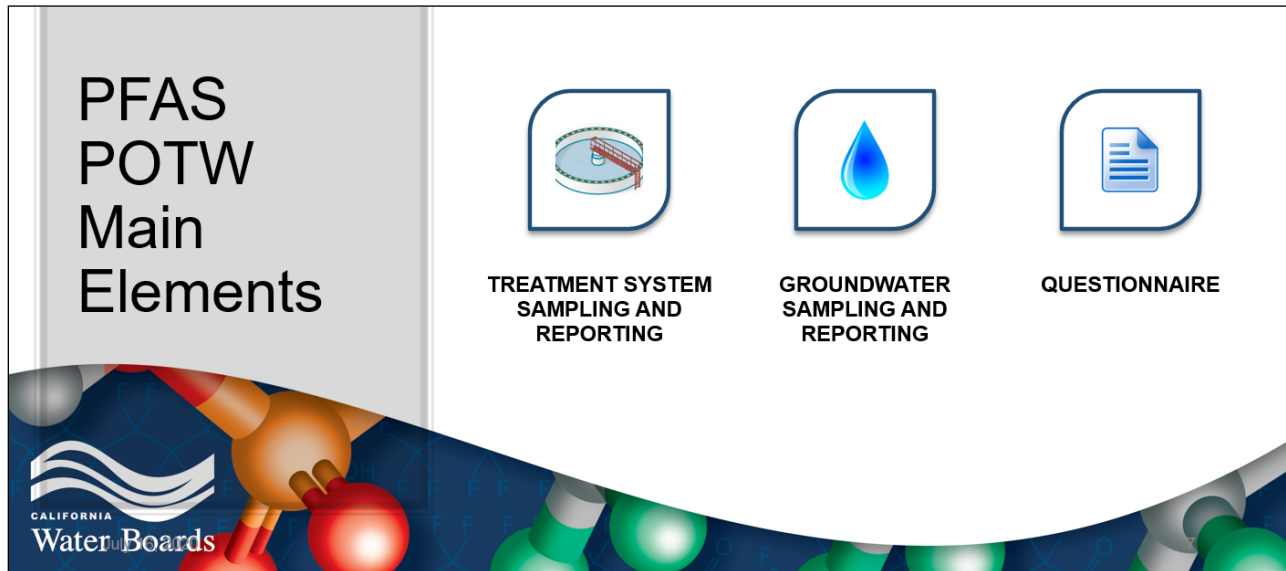 PFAS
POTW
Main
Elements
TREATMENT SYSTEM
SAMPLING AND
REPORTING
GROUNDWATER
SAMPLING AND
REPORTING
QUESTIONNAIRE
CALIFORNIA
Water Boards